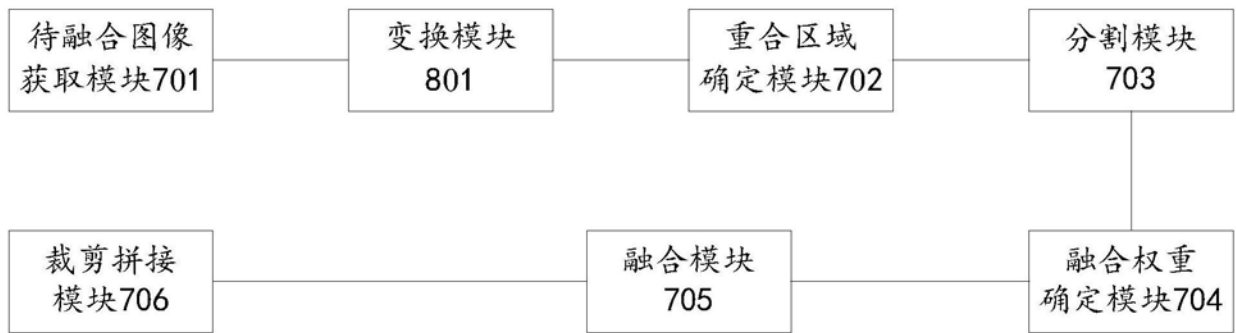 待融合图像
获取模块701
变换模块
801
重合区域
确定模块702
分割模块
703
裁剪拼接
模块706
融合模块
705
融合权重
确定模块704